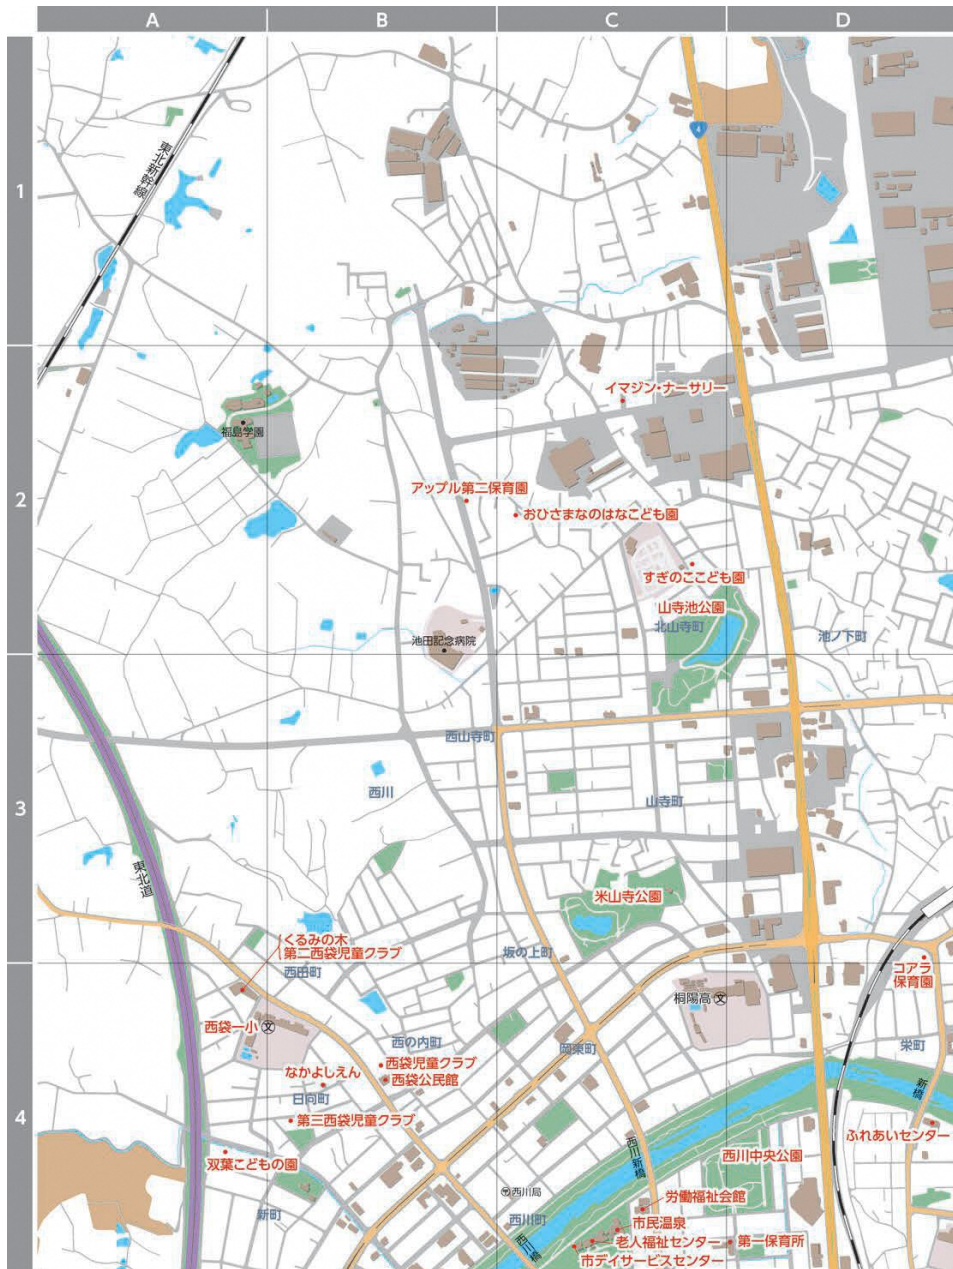 A
B
C
D
1
2
3
4
4
東北新幹線
イマジン・ナーサリー
福島学園
アップル第二保育園
おひさまなのはなこども園
すぎのここども園
山寺池公園
北山寺町
池ノ下町
池田記念病院
西山寺町
西川
山寺町
東北道
米山寺公園
くるみの木
第二西袋児童クラブ
坂の上町
西田町
コアラ
保育園
桐陽高
文
西袋一小
文
西の内町
岡東町
栄町
西袋児童クラブ
なかよしえん
西袋公民館
日向町
新橋
第三西袋児童クラブ
ふれあいセンター
西川新橋
西川中央公園
双葉こどもの園
西川局
労働福祉会館
新町
西川町
市民温泉
西川橋
老人福祉センター
第一保育所
市デイサービスセンター